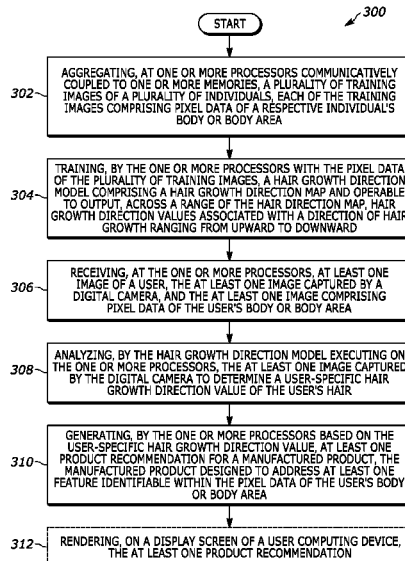 START
300
302
AGGREGATING, AT ONE OR MORE PROCESSORS COMMUNICATIVELY
COUPLED TO ONE OR MORE MEMORIES, A PLURALITY OF TRAINING
IMAGES OF A PLURALITY OF INDIVIDUALS, EACH OF THE TRAINING
IMAGES COMPRISING PIXEL DATA OF A RESPECTIVE INDIVIDUAL'S
BODY OR BODY AREA
304
TRAINING, BY THE ONE OR MORE PROCESSORS WITH THE PIXEL DATA
OF THE PLURALITY OF TRAINING IMAGES, A HAIR GROWTH DIRECTION
MODEL COMPRISING A HAIR GROWTH DIRECTION MAP AND OPERABLE
TO OUTPUT, ACROSS A RANGE OF THE HAIR DIRECTION MAP, HAIR
GROWTH DIRECTION VALUES ASSOCIATED WITH A DIRECTION OF HAIR
GROWTH RANGING FROM UPWARD TO DOWNWARD
306
RECEIVING, AT THE ONE OR MORE PROCESSORS, AT LEAST ONE
IMAGE OF A USER, THE AT LEAST ONE IMAGE CAPTURED BY A
DIGITAL CAMERA, AND THE AT LEAST ONE IMAGE COMPRISING
PIXEL DATA OF THE USER'S BODY OR BODY AREA
308
ANALYZING, BY THE HAIR GROWTH DIRECTION MODEL EXECUTING ON
THE ONE OR MORE PROCESSORS, THE AT LEAST ONE IMAGE CAPTURED
BY THE DIGITAL CAMERA TO DETERMINE A USER-SPECIFIC HAIR
GROWTH DIRECTION VALUE OF THE USER'S HAIR
310
GENERATING, BY THE ONE OR MORE PROCESSORS BASED ON THE
USER-SPECIFIC HAIR GROWTH DIRECTION VALUE, AT LEAST ONE
PRODUCT RECOMMENDATION FOR A MANUFACTURED PRODUCT, THE
MANUFACTURED PRODUCT DESIGNED TO ADDRESS AT LEAST ONE
FEATURE IDENTIFIABLE WITHIN THE PIXEL DATA OF THE USER'S BODY
OR BODY AREA
312
RENDERING, ON A DISPLAY SCREEN OF A USER COMPUTING DEVICE,
THE AT LEAST ONE PRODUCT RECOMMENDATION